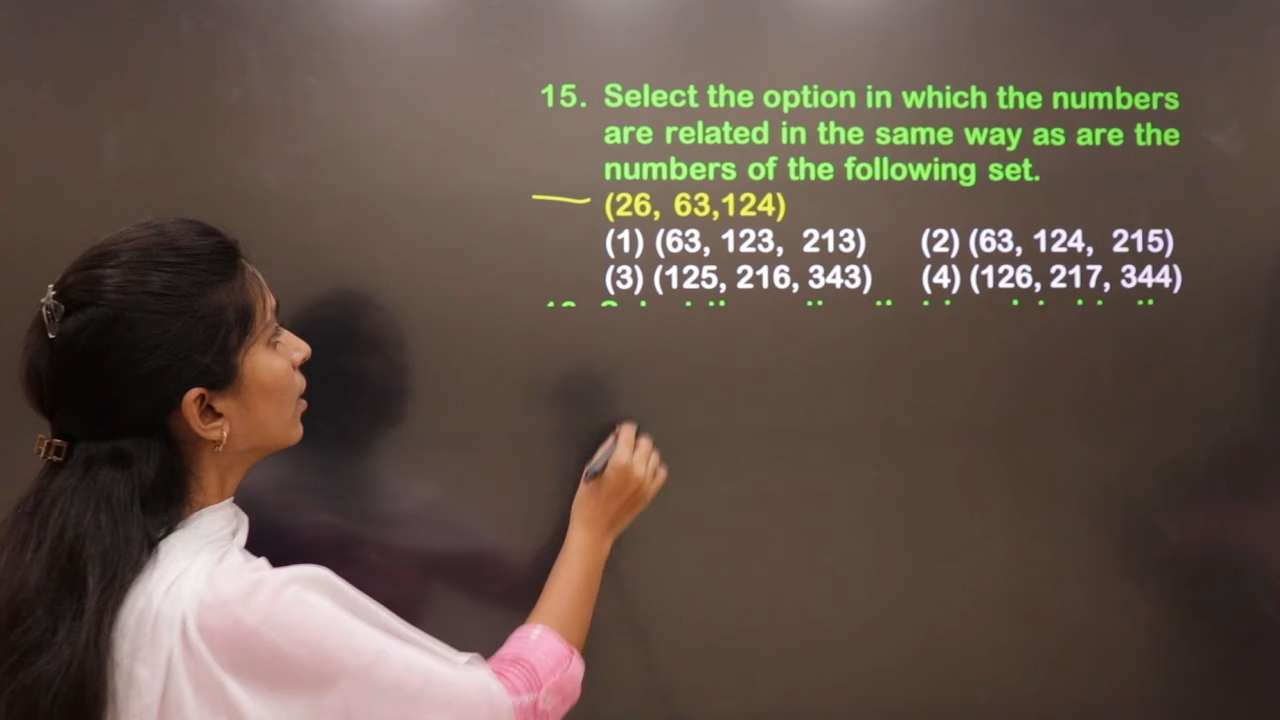 15. Select the option in which the numbers
are related in the same way as are the
numbers of the following set.
(26, 63,124)
(1) (63, 123, 213) (2) (63, 124, 215)
(3) (125, 216, 343) (4) (126, 217, 344)